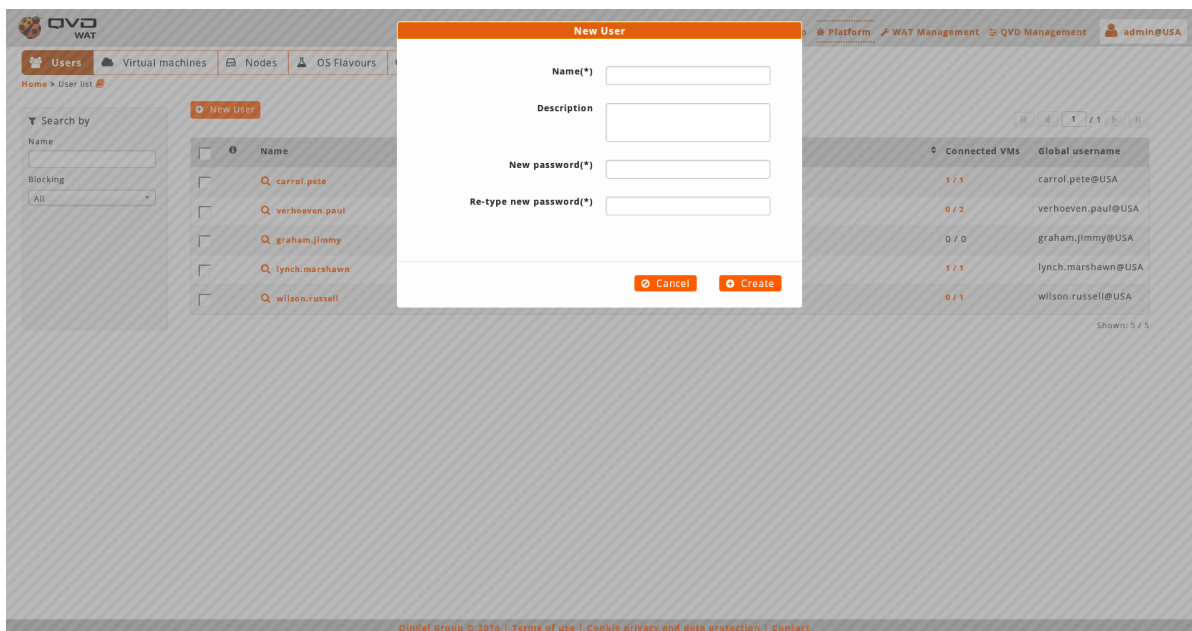 QVD
WAT
Platform
WAT Management
QVD Management
admin@USA
Users
Virtual machines
Nodes
OS Flavours
Home » User list
New User
Name(*)
Description
New password(*)
Re-type new password(*)
Cancel
Create
Search by
Name
Blocking
All
New User
1 / 1
Name
Connected VMs
Global username
carrol.pete
1 / 1
carrol.pete@USA
verhoeven.paul
0 / 2
verhoeven.paul@USA
graham.jimmy
0 / 0
graham.jimmy@USA
lynch.marshawn
1 / 1
lynch.marshawn@USA
wilson.russell
0 / 1
wilson.russell@USA
Shown: 5 / 5
Qindel Group © 2016 | Terms of use | Cookie privacy and data protection | Contact